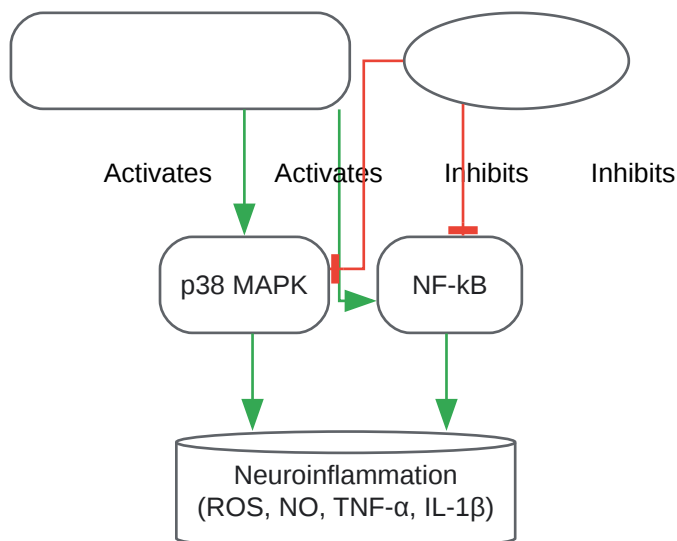 Activates Activates Inhibits Inhibits
p38 MAPK NF-kB
Neuroinflammation
(ROS, NO, TNF-α, IL-1β)